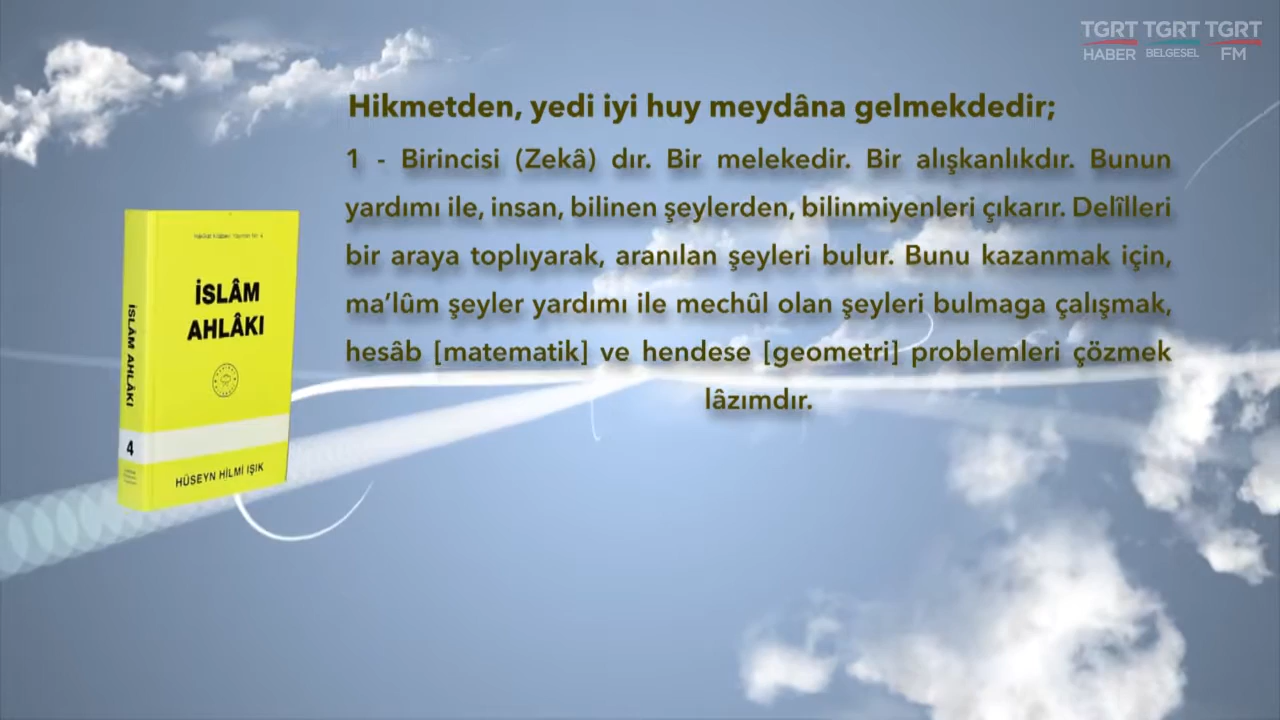 TGRT TGRT TGRT
HABER BELGESEL FM
Hikmetden, yedi iyi huy meydâna gelmekdedir;
1 - Birincisi (Zekâ) dır. Bir melekedir. Bir alışkanlıkdır. Bunun
yardımı ile, insan, bilinen şeylerden, bilinmiyenleri çıkarır. Delîlleri
bir araya toplıyarak, aranılan şeyleri bulur. Bunu kazanmak için,
ma’lûm şeyler yardımı ile mechûl olan şeyleri bulmaga çalışmak,
hesâb [matematik] ve hendese [geometri] problemleri çözmek
lâzımdır.
İSLÂM AHLÂKI
4
İSLÂM
AHLÂKI
HÜSEYN HİLMİ IŞIK